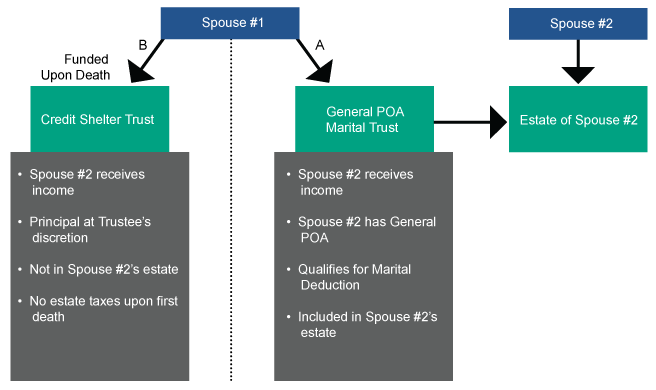 Spouse #1
Spouse #2
B
A
Funded
Upon Death
Credit Shelter Trust
General POA
Marital Trust
Estate of Spouse #2
• Spouse #2 receives
income
• Principal at Trustee's
discretion
• Not in Spouse #2's estate
• No estate taxes upon first
death
• Spouse #2 receives
income
• Spouse #2 has General
POA
• Qualifies for Marital
Deduction
• Included in Spouse #2's
estate